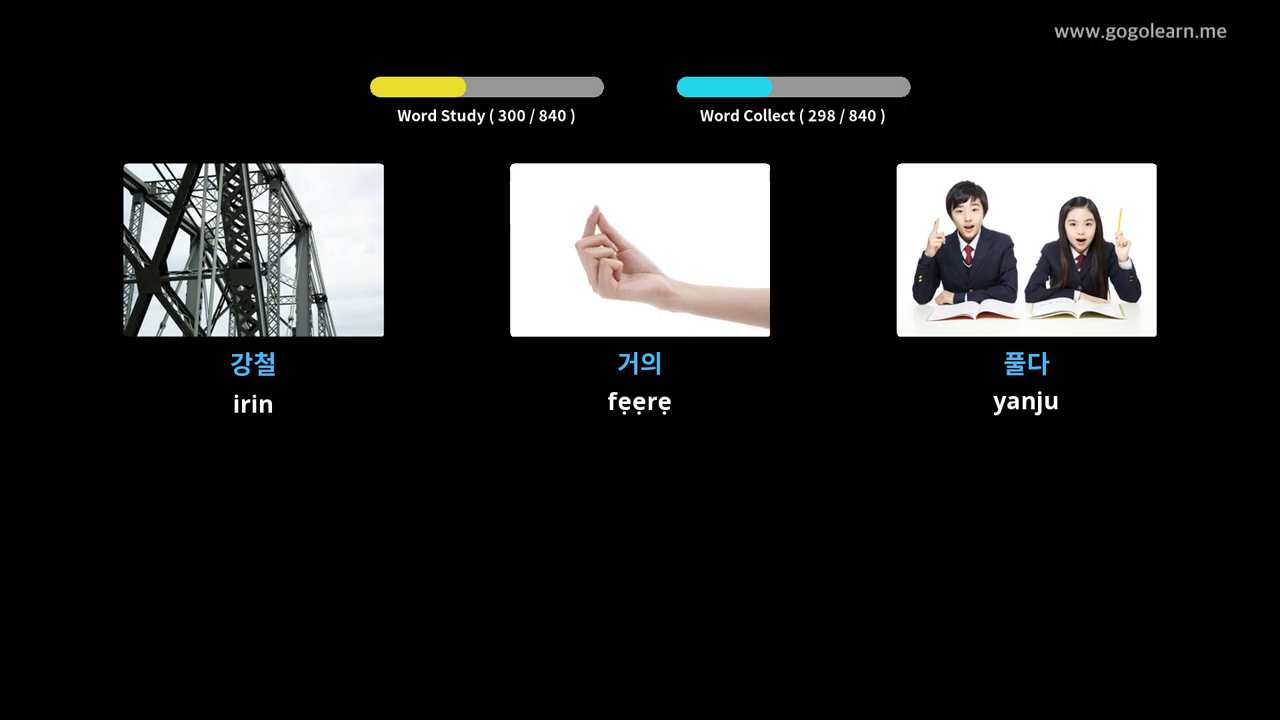 www.gogolearn.me
Word Study ( 300 / 840 )
Word Collect ( 298 / 840 )
강철
irin
거의
fẹẹrẹ
풀다
yanju